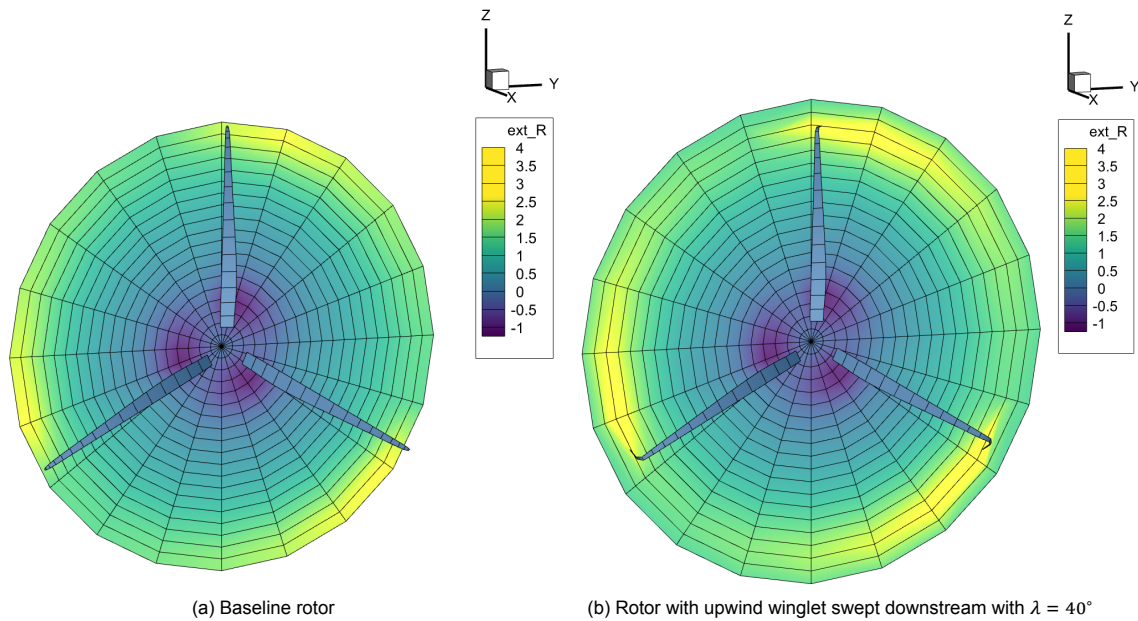 Z
Y
X
ext_R
4
3.5
3
2.5
2
1.5
1
0.5
0
-0.5
-1
Z
Y
X
ext_R
4
3.5
3
2.5
2
1.5
1
0.5
0
-0.5
-1
(a) Baseline rotor
(b) Rotor with upwind winglet swept downstream with λ = 40°